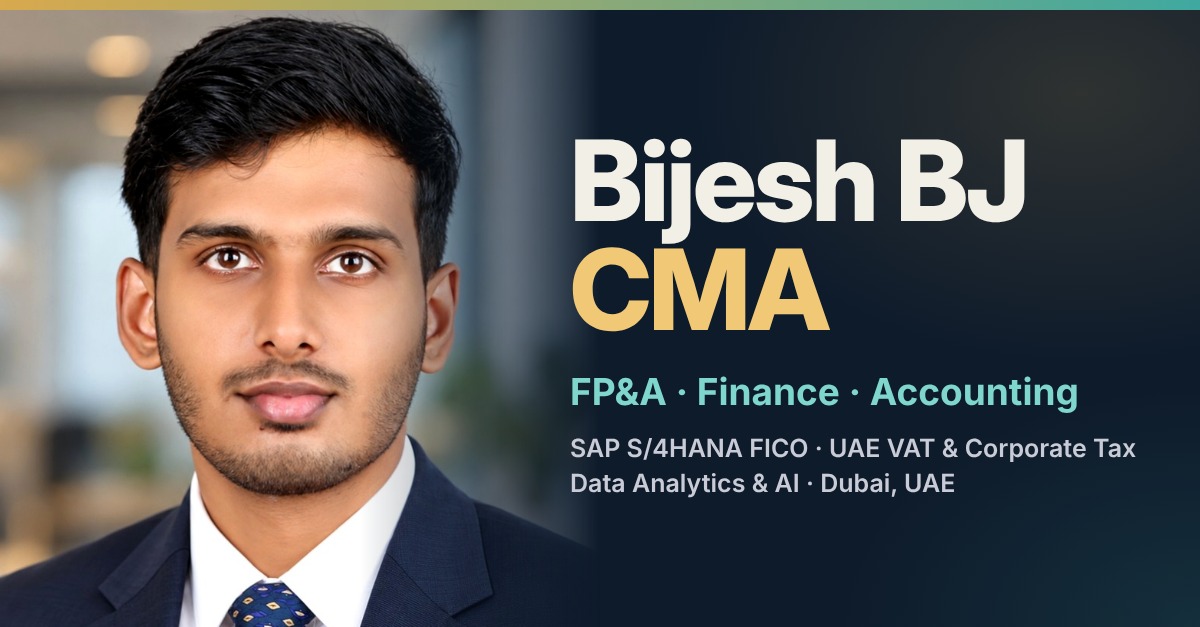 Bijesh BJ
CMA
FP&A · Finance · Accounting
SAP S/4HANA FICO · UAE VAT & Corporate Tax
Data Analytics & AI · Dubai, UAE